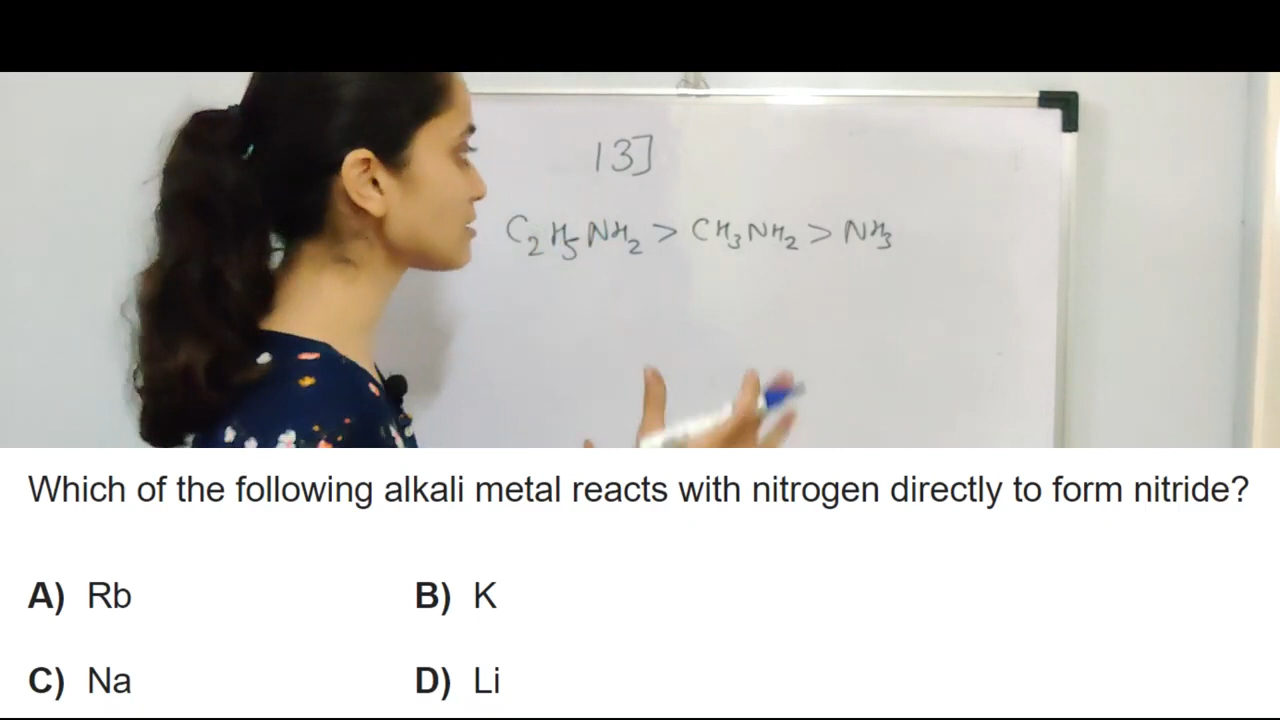 13]
C₂H₅NH₂ > CH₃NH₂ > NH₃
Which of the following alkali metal reacts with nitrogen directly to form nitride?
A) Rb B) K
C) Na D) Li